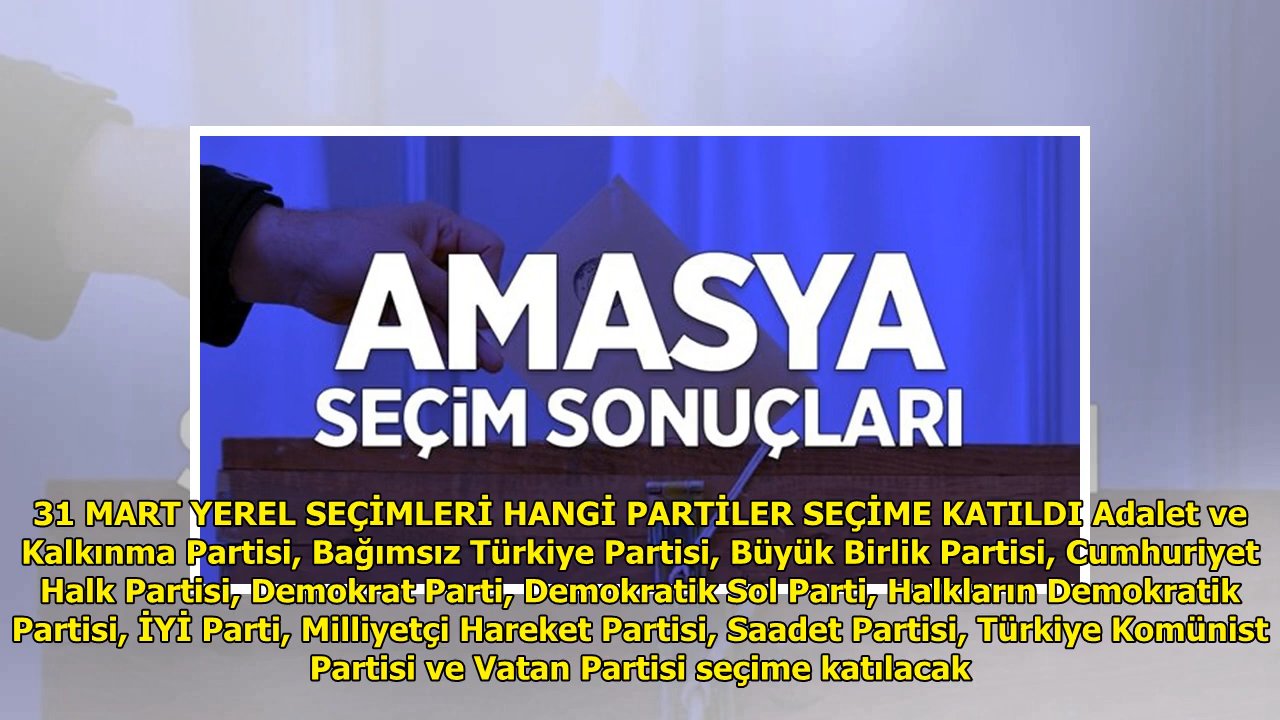 AMASYA
SEÇİM SONUÇLARI
31 MART YEREL SEÇİMLERİ HANGİ PARTİLER SEÇİME KATILDI Adalet ve
Kalkınma Partisi, Bağımsız Türkiye Partisi, Büyük Birlik Partisi, Cumhuriyet
Halk Partisi, Demokrat Parti, Demokratik Sol Parti, Halkların Demokratik
Partisi, İYİ Parti, Milliyetçi Hareket Partisi, Saadet Partisi, Türkiye Komünist
Partisi ve Vatan Partisi seçime katılacak